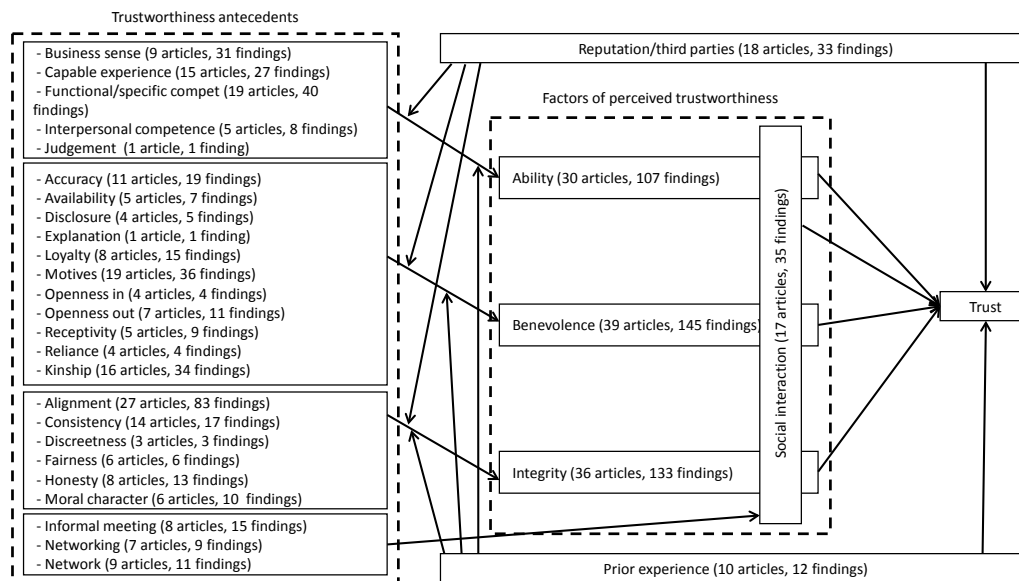 Trustworthiness antecedents
- Business sense (9 articles, 31 findings)
- Capable experience (15 articles, 27 findings)
- Functional/specific compet (19 articles, 40
findings)
- Interpersonal competence (5 articles, 8 findings)
- Judgement (1 article, 1 finding)
- Accuracy (11 articles, 19 findings)
- Availability (5 articles, 7 findings)
- Disclosure (4 articles, 5 findings)
- Explanation (1 article, 1 finding)
- Loyalty (8 articles, 15 findings)
- Motives (19 articles, 36 findings)
- Openness in (4 articles, 4 findings)
- Openness out (7 articles, 11 findings)
- Receptivity (5 articles, 9 findings)
- Reliance (4 articles, 4 findings)
- Kinship (16 articles, 34 findings)
- Alignment (27 articles, 83 findings)
- Consistency (14 articles, 17 findings)
- Discreetness (3 articles, 3 findings)
- Fairness (6 articles, 6 findings)
- Honesty (8 articles, 13 findings)
- Moral character (6 articles, 10 findings)
- Informal meeting (8 articles, 15 findings)
- Networking (7 articles, 9 findings)
- Network (9 articles, 11 findings)
Reputation/third parties (18 articles, 33 findings)
Factors of perceived trustworthiness
Ability (30 articles, 107 findings)
Benevolence (39 articles, 145 findings)
Integrity (36 articles, 133 findings)
Social interaction (17 articles, 35 findings)
Trust
Prior experience (10 articles, 12 findings)